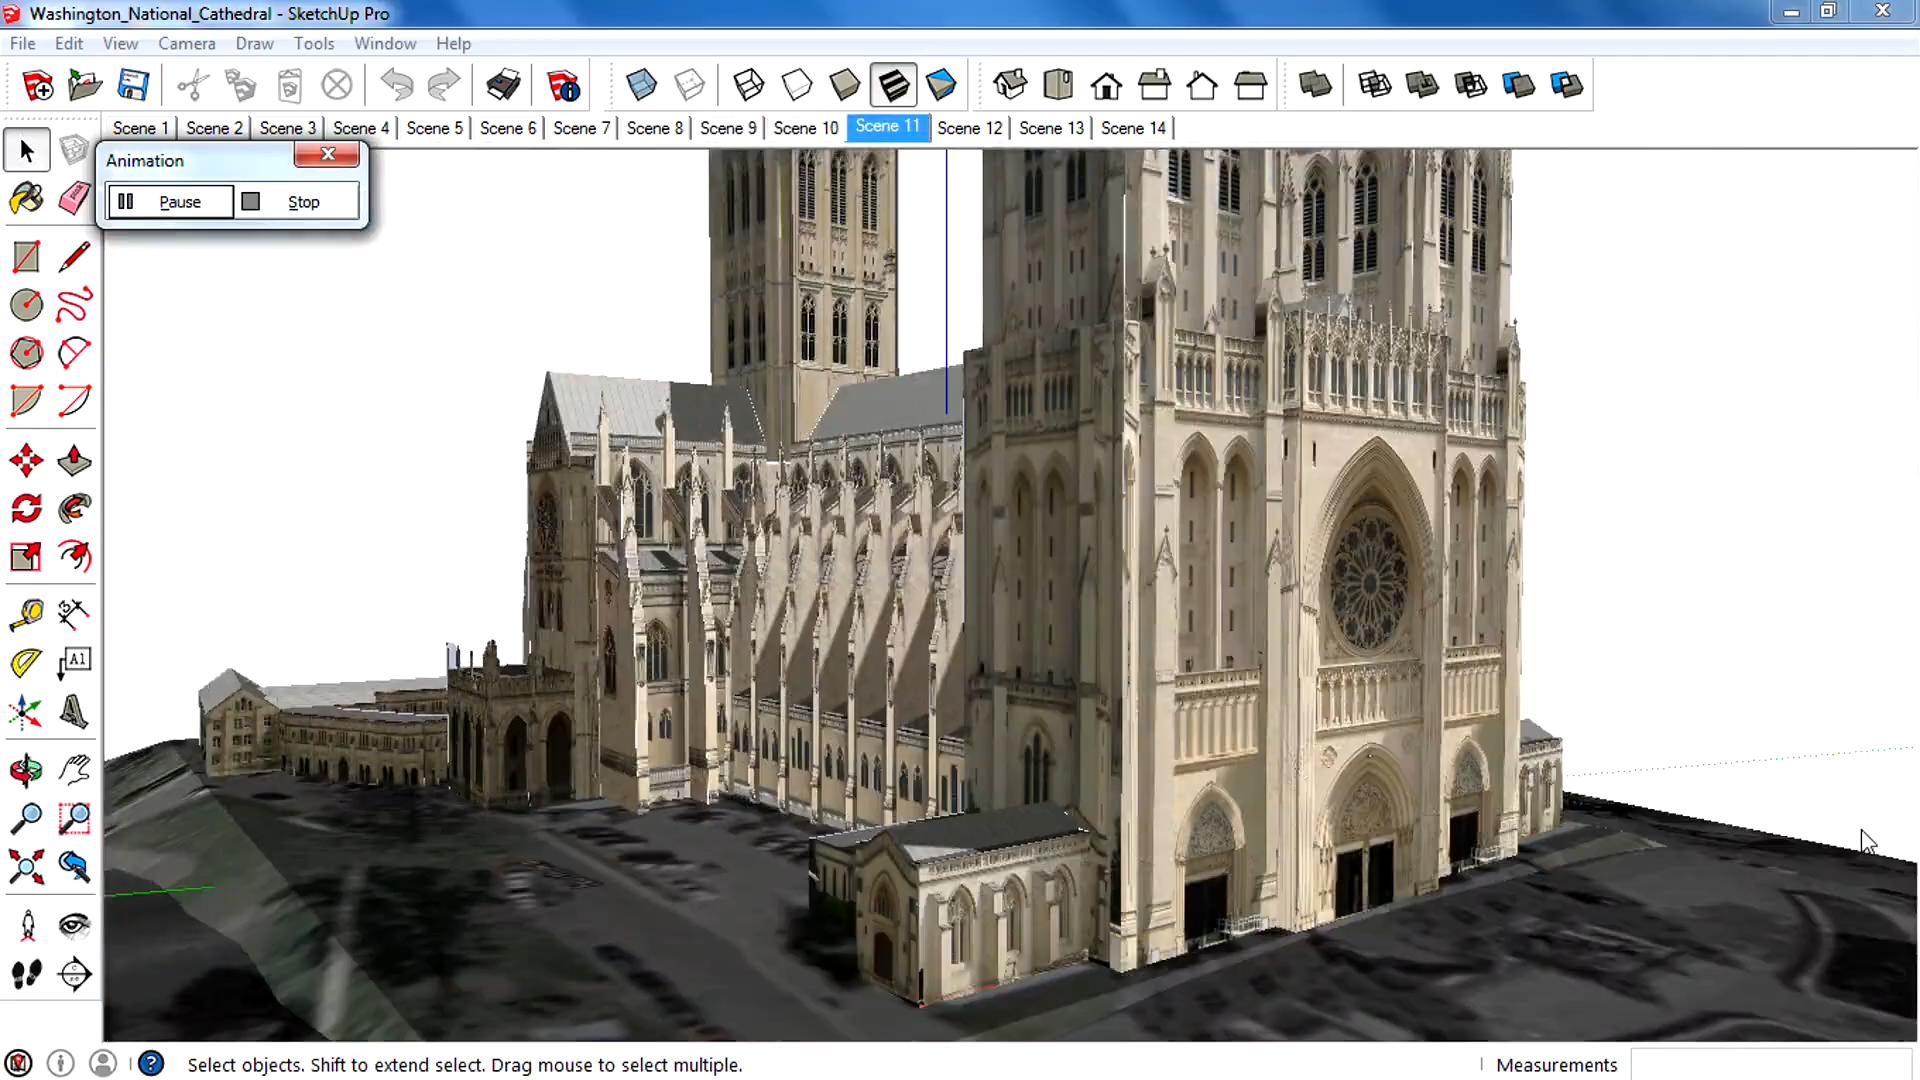 Washington_National_Cathedral - SketchUp Pro
File Edit View Camera Draw Tools Window Help
Scene 1 Scene 2 Scene 3 Scene 4 Scene 5 Scene 6 Scene 7 Scene 8 Scene 9 Scene 10 Scene 11 Scene 12 Scene 13 Scene 14
Animation
Pause Stop
A1
Select objects. Shift to extend select. Drag mouse to select multiple.
Measurements